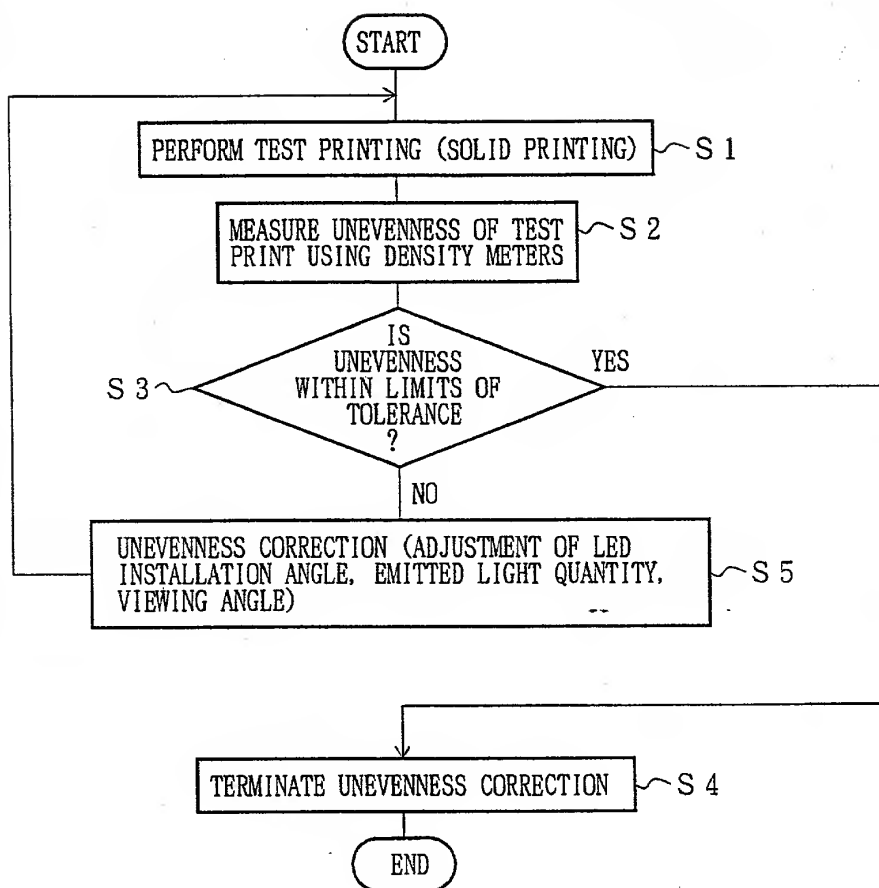 START
PERFORM TEST PRINTING (SOLID PRINTING)
S 1
MEASURE UNEVENNESS OF TEST
PRINT USING DENSITY METERS
S 2
IS
UNEVENNESS
WITHIN LIMITS OF
TOLERANCE
?
S 3
YES
NO
UNEVENNESS CORRECTION (ADJUSTMENT OF LED
INSTALLATION ANGLE, EMITTED LIGHT QUANTITY,
VIEWING ANGLE)
S 5
TERMINATE UNEVENNESS CORRECTION
S 4
END